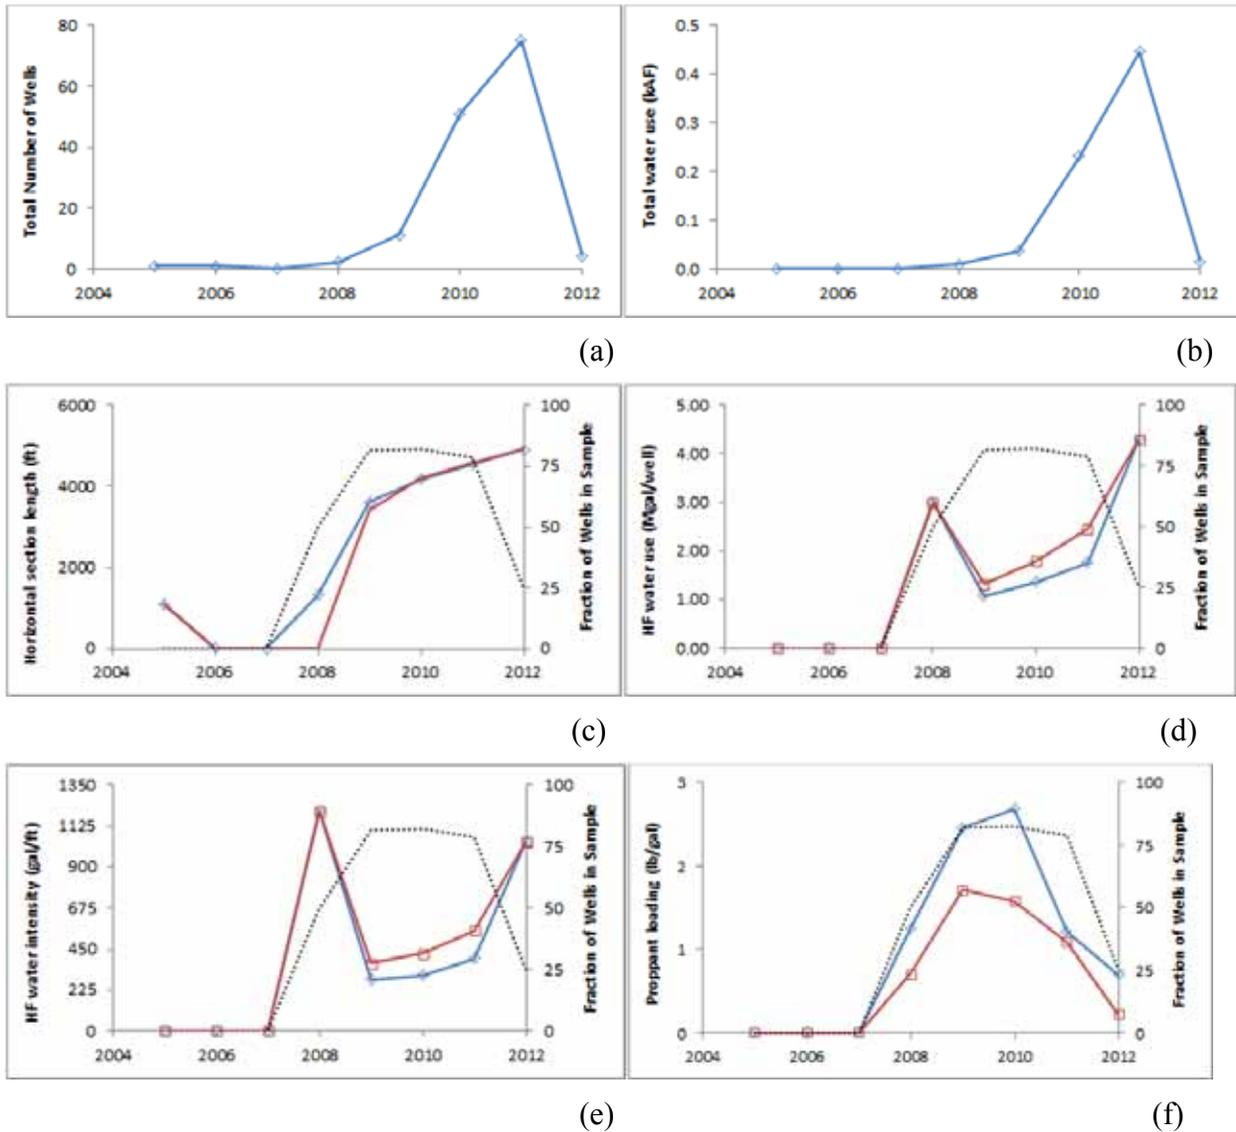 80
60
40
20
0
Total Number of Wells
2004 2006 2008 2010 2012
(a)
0.5
0.4
0.3
0.2
0.1
0.0
Total water use (kAF)
2004 2006 2008 2010 2012
(b)
6000
4000
2000
0
Horizontal section length (ft)
100
75
50
25
0
Fraction of Wells in Sample
2004 2006 2008 2010 2012
(c)
5.00
4.00
3.00
2.00
1.00
0.00
HF water use (Mgal/well)
100
75
50
25
0
Fraction of Wells in Sample
2004 2006 2008 2010 2012
(d)
1350
1125
900
675
450
225
0
HF water intensity (gal/ft)
100
75
50
25
0
Fraction of Wells in Sample
2004 2006 2008 2010 2012
(e)
3
2
1
0
Proppant loading (lb/gal)
100
75
50
25
0
Fraction of Wells in Sample
2004 2006 2008 2010 2012
(f)